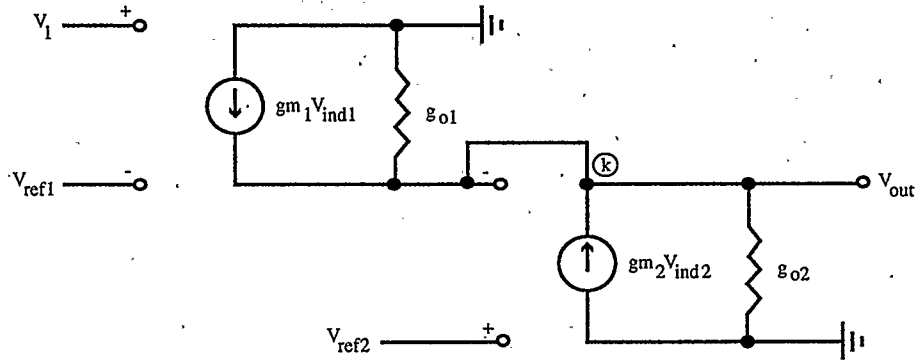 V1 +
gm1Vind1
go1
Vref1 -
-
k
Vout
gm2Vind2
go2
Vref2 +